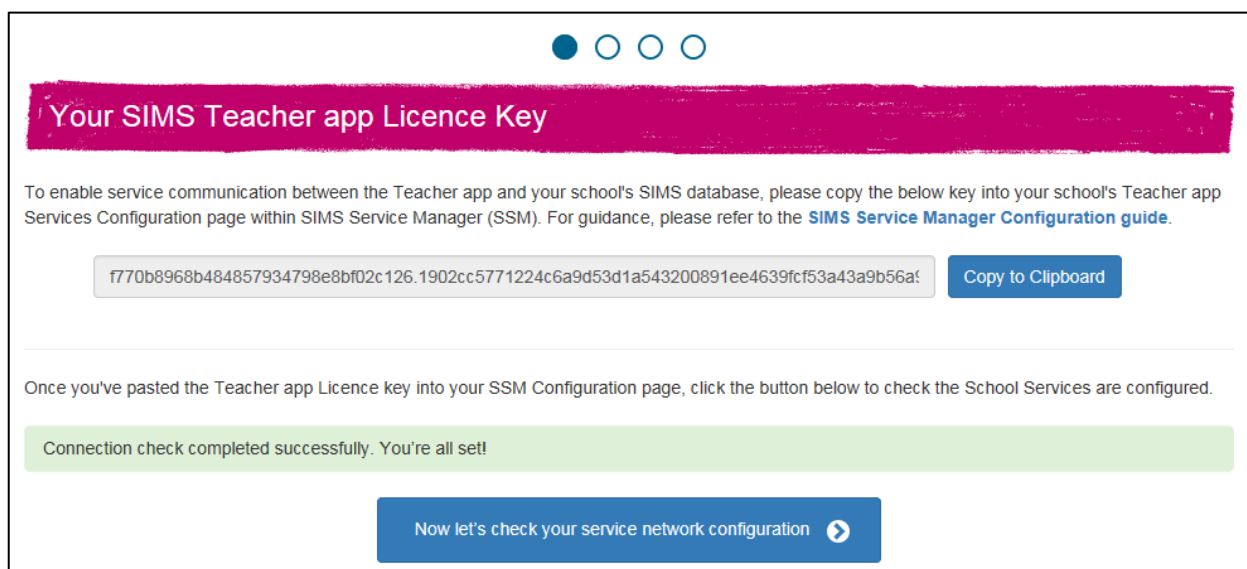 Your SIMS Teacher app Licence Key
To enable service communication between the Teacher app and your school's SIMS database, please copy the below key into your school's Teacher app
Services Configuration page within SIMS Service Manager (SSM). For guidance, please refer to the SIMS Service Manager Configuration guide.
f770b8968b484857934798e8bf02c126.1902cc5771224c6a9d53d1a543200891ee4639fcf53a43a9b56a9 Copy to Clipboard
Once you've pasted the Teacher app Licence key into your SSM Configuration page, click the button below to check the School Services are configured.
Connection check completed successfully. You're all set!
Now let's check your service network configuration